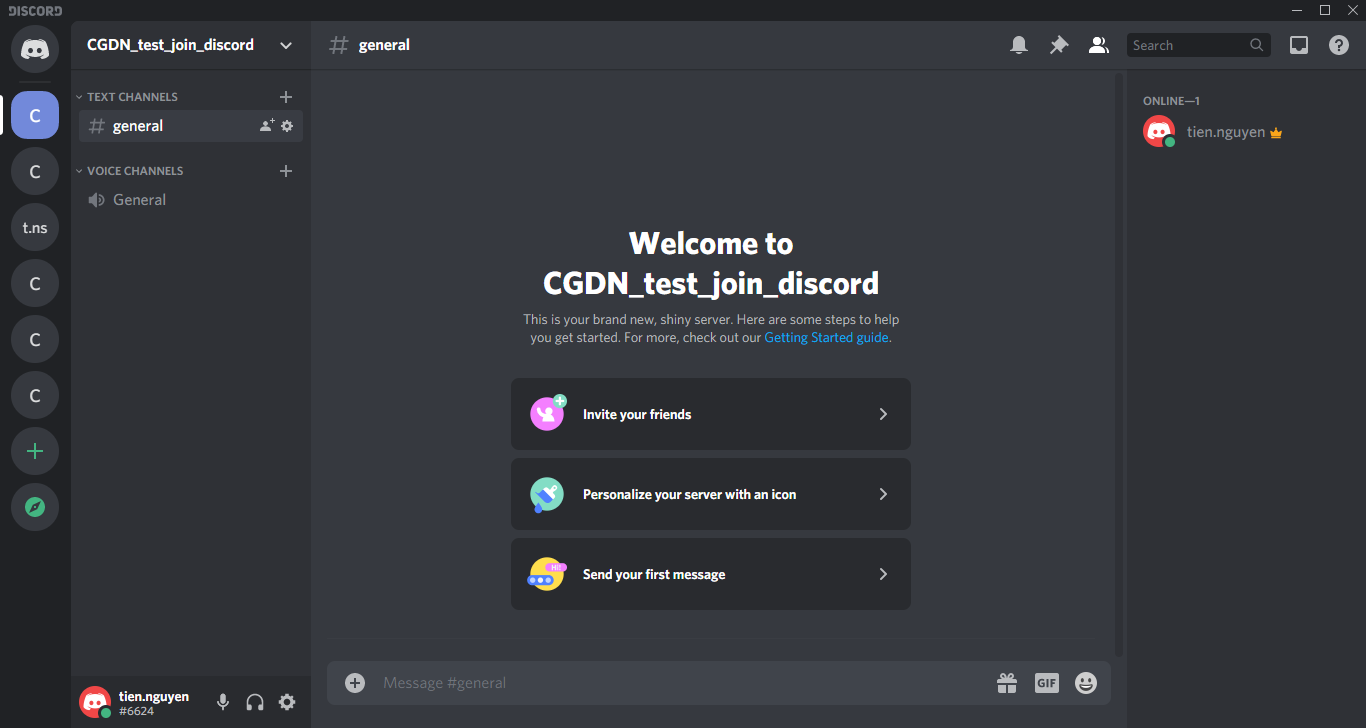 DISCORD
CGDN_test_join_discord
general
Search
TEXT CHANNELS
general
VOICE CHANNELS
General
C
C
t.ns
C
C
C
Welcome to
CGDN_test_join_discord
This is your brand new, shiny server. Here are some steps to help
you get started. For more, check out our Getting Started guide.
Invite your friends
Personalize your server with an icon
HI!
Send your first message
Message #general
GIF
ONLINE—1
tien.nguyen
tien.nguyen
#6624